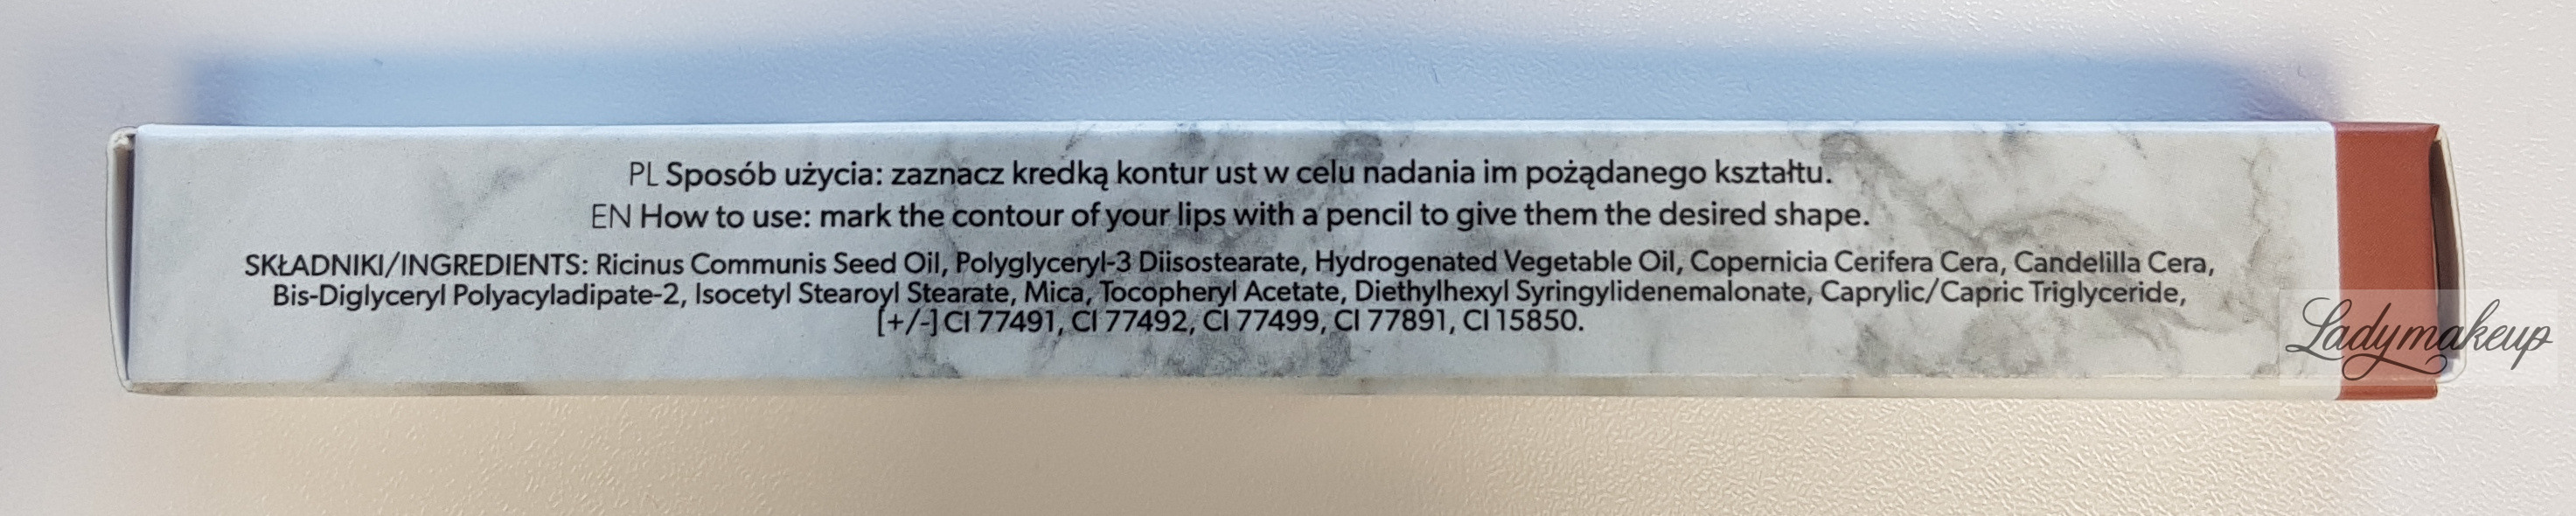 PL Sposób użycia: zaznacz kredką kontur ust w celu nadania im pożądanego kształtu.
EN How to use: mark the contour of your lips with a pencil to give them the desired shape.
SKŁADNIKI/INGREDIENTS: Ricinus Communis Seed Oil, Polyglyceryl-3 Diisostearate, Hydrogenated Vegetable Oil, Copernicia Cerifera Cera, Candelilla Cera,
Bis-Diglyceryl Polyacyladipate-2, Isocetyl Stearoyl Stearate, Mica, Tocopheryl Acetate, Diethylhexyl Syringylidenemalonate, Caprylic/Capric Triglyceride,
[+/-] CI 77491, CI 77492, CI 77499, CI 77891, CI 15850.
Ladymakeup